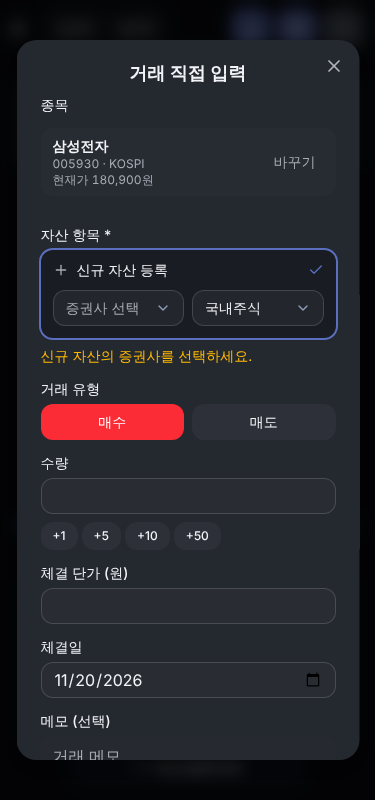 거래 직접 입력
종목
삼성전자
005930 · KOSPI
현재가 180,900원
바꾸기
자산 항목 *
신규 자산 등록
증권사 선택
국내주식
신규 자산의 증권사를 선택하세요.
거래 유형
매수
매도
수량
+1
+5
+10
+50
체결 단가 (원)
체결일
11/20/2026
메모 (선택)
거래 메모